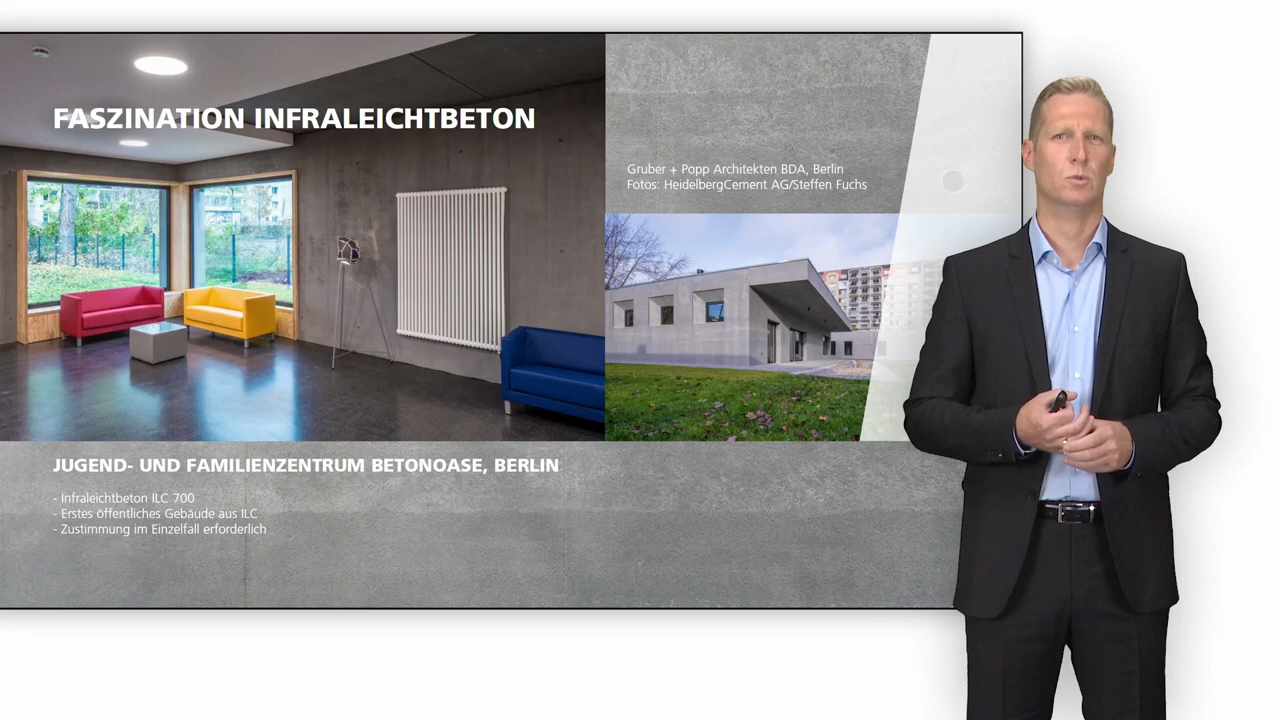 FASZINATION INFRALEICHTBETON
Gruber + Popp Architekten BDA, Berlin
Fotos: HeidelbergCement AG/Steffen Fuchs
JUGEND- UND FAMILIENZENTRUM BETONOASE, BERLIN
- Infraleichtbeton ILC 700
- Erstes öffentliches Gebäude aus ILC
- Zustimmung im Einzelfall erforderlich